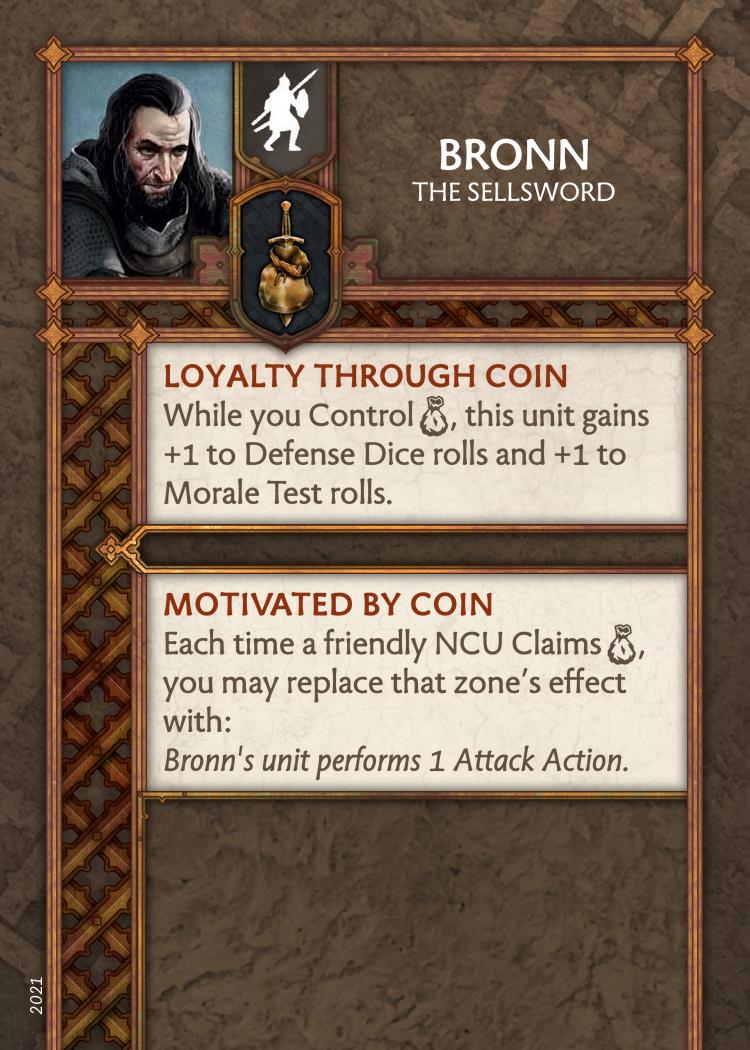 BRONN
THE SELLSWORD
LOYALTY THROUGH COIN
While you Control , this unit gains
+1 to Defense Dice rolls and +1 to
Morale Test rolls.
MOTIVATED BY COIN
Each time a friendly NCU Claims ,
you may replace that zone’s effect
with:
Bronn's unit performs 1 Attack Action.
2021